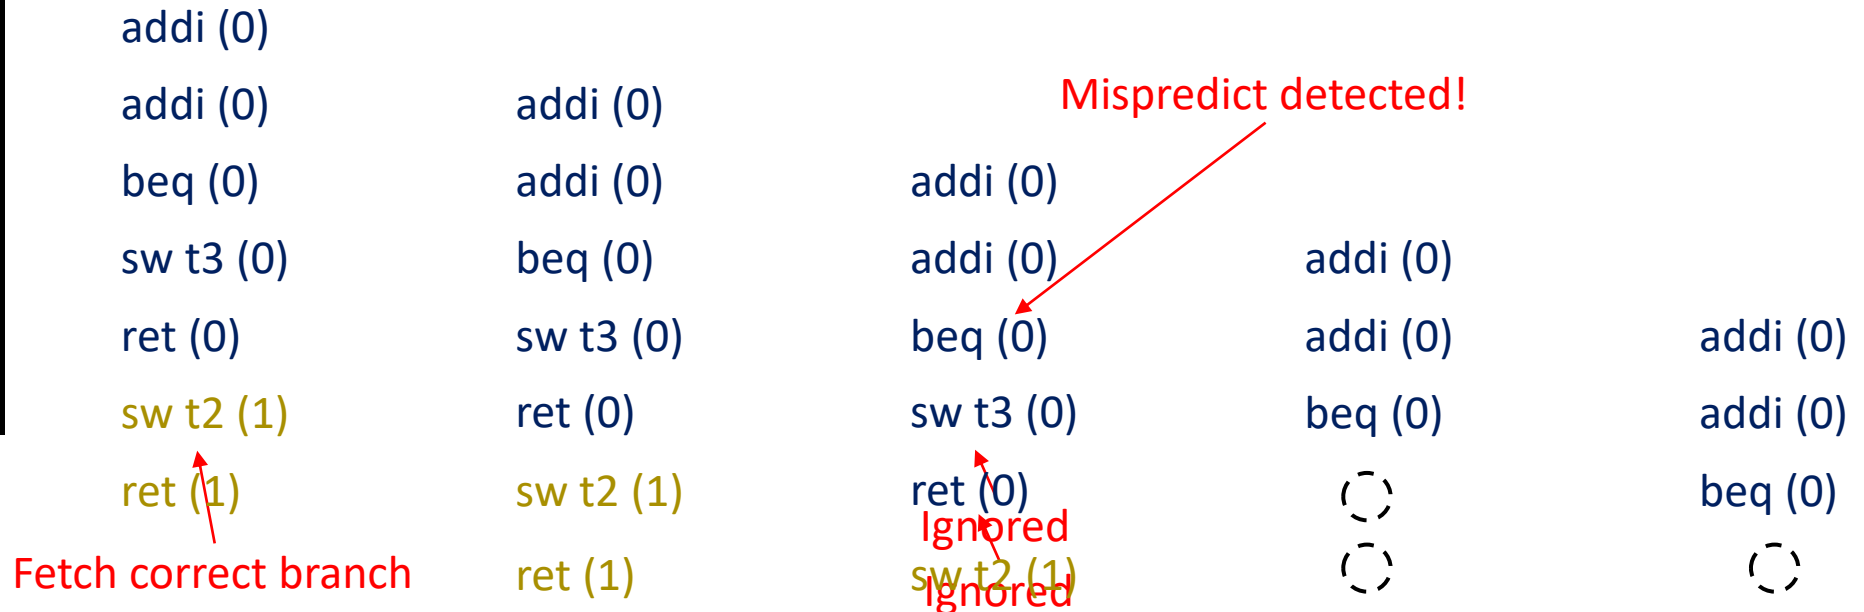 addi (0)
addi (0) addi (0) Mispredict detected!
beq (0) addi (0) addi (0)
sw t3 (0) beq (0) addi (0) addi (0)
ret (0) sw t3 (0) beq (0) addi (0) addi (0)
sw t2 (1) ret (0) sw t3 (0) beq (0) addi (0)
ret (1) sw t2 (1) ret (0) beq (0)
Ignored
Fetch correct branch ret (1) sw t2 (1)
Ignored